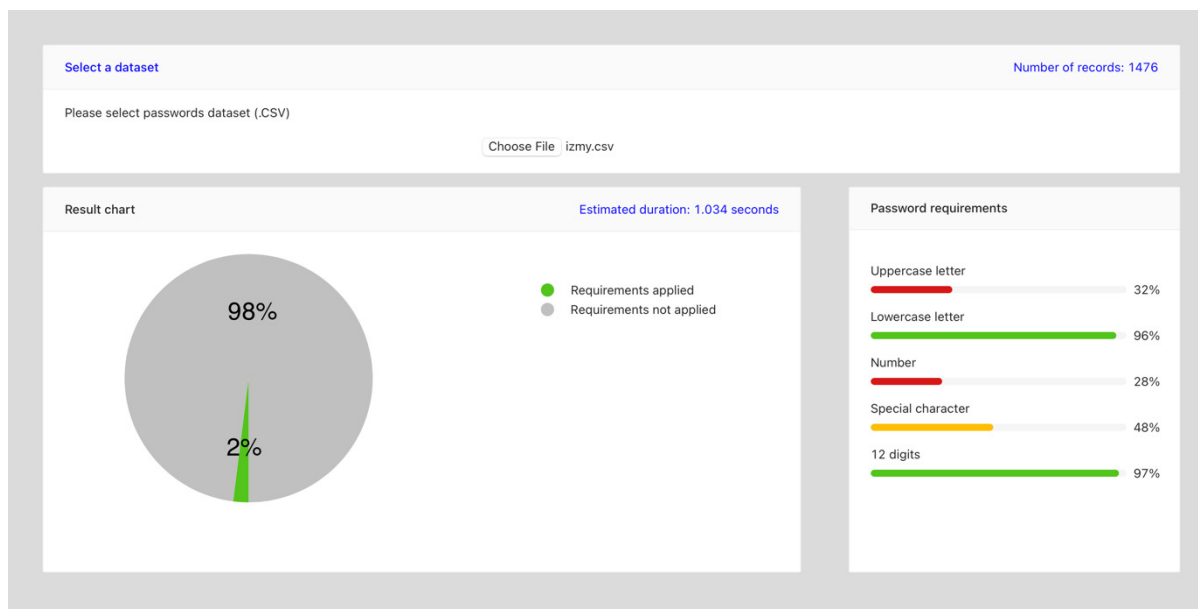 Select a dataset
Number of records: 1476
Please select passwords dataset (.CSV)
Choose File izmy.csv
Result chart
Estimated duration: 1.034 seconds
98%
2%
Requirements applied
Requirements not applied
Password requirements
Uppercase letter
32%
Lowercase letter
96%
Number
28%
Special character
48%
12 digits
97%